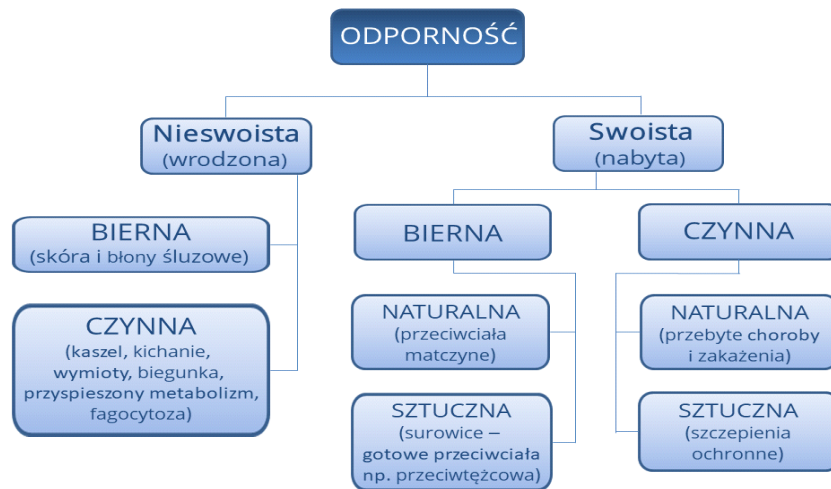 ODPORNOŚĆ
Nieswoista
(wrodzona)
Swoista
(nabyta)
BIERNA
(skóra i błony śluzowe)
CZYNNA
(kaszel, kichanie,
wymioty, biegunka,
przyspieszony metabolizm,
fagocytoza)
BIERNA
NATURALNA
(przeciwciała
matczyne)
SZTUCZNA
(surowice –
gotowe przeciwciała
np. przeciwtężcowa)
CZYNNA
NATURALNA
(przebyte choroby
i zakażenia)
SZTUCZNA
(szczepienia
ochronne)